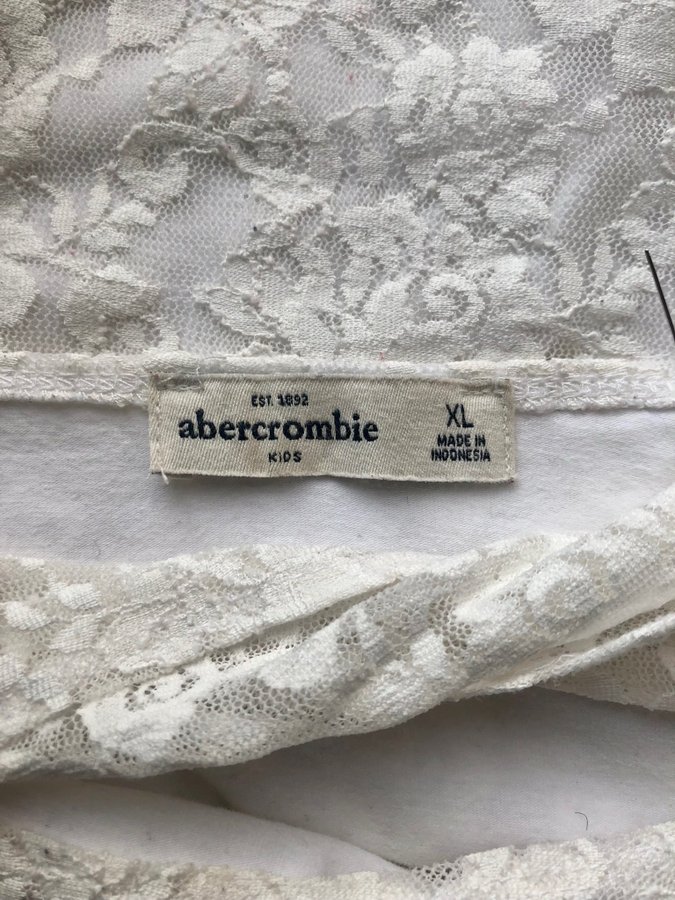 EST. 1892
abercrombie
KIDS
XL
MADE IN
INDONESIA